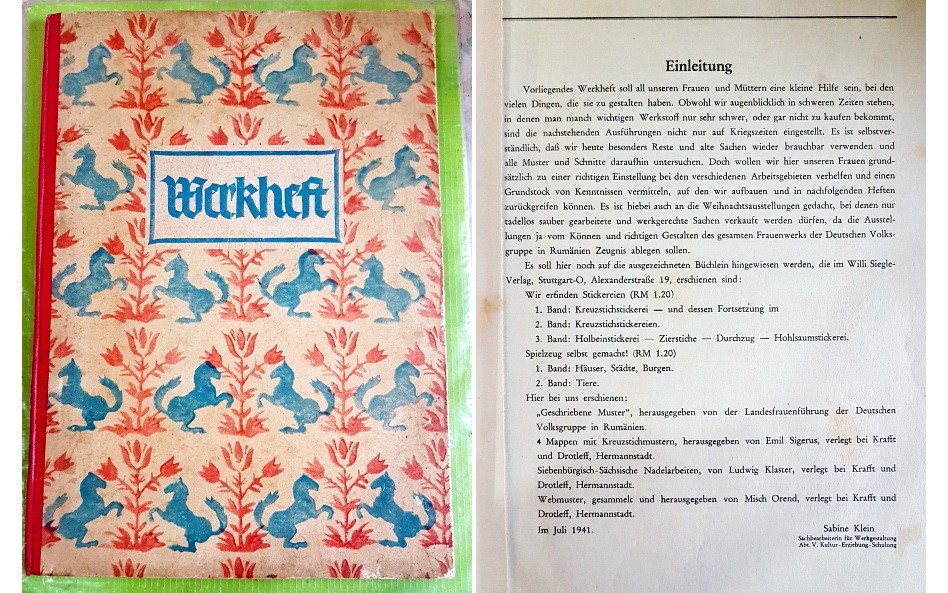 Werkheft
Einleitung
Vorliegendes Werkheft soll all unseren Frauen und Müttern eine kleine Hilfe sein, bei den
vielen Dingen, die sie zu gestalten haben. Obwohl wir augenblicklich in schweren Zeiten stehen,
in denen man manch wichtigen Werkstoff nur sehr schwer, oder gar nicht zu kaufen bekommt,
sind die nachstehenden Ausführungen nicht nur auf Kriegszeiten eingestellt. Es ist selbstver-
ständlich, daß wir heute besonders Reste und alte Sachen wieder brauchbar verwenden und
alle Muster und Schnitte daraufhin untersuchen. Doch wollen wir hier unseren Frauen grund-
sätzlich zu einer richtigen Einstellung bei den verschiedenen Arbeitsgebieten verhelfen und einen
Grundstock von Kenntnissen vermitteln, auf den wir aufbauen und in nachfolgenden Heften
zurückgreifen können. Es ist hiebei auch an die Weihnachtsausstellungen gedacht, bei denen nur
tadellos sauber gearbeitete und werkgerechte Sachen verkauft werden dürfen, da die Ausstel-
lungen ja vom Können und richtigen Gestalten des gesamten Frauenwerks der Deutschen Volks-
gruppe in Rumänien Zeugnis ablegen sollen.
Es soll hier noch auf die ausgezeichneten Büchlein hingewiesen werden, die im Willi Siegle-
Verlag, Stuttgart-O, Alexanderstraße 19, erschienen sind:
Wir erfinden Stickereien (RM 1.20)
1. Band: Kreuzstichstickerei — und dessen Fortsetzung im
2. Band: Kreuzstichstickereien.
3. Band: Holbeinstickerei — Zierstiche — Durchzug — Hohlsaumstickerei.
Spielzeug selbst gemacht! (RM 1.20)
1. Band: Häuser, Städte, Burgen.
2. Band: Tiere.
Hier bei uns erschienen:
„Geschriebene Muster", herausgegeben von der Landesfrauenführung der Deutschen
Volksgruppe in Rumänien.
4 Mappen mit Kreuzstichmustern, herausgegeben von Emil Sigerus, verlegt bei Krafft
und Drotleff, Hermannstadt.
Siebenbürgisch-Sächsische Nadelarbeiten, von Ludwig Klaster, verlegt bei Krafft und
Drotleff, Hermannstadt.
Webmuster, gesammelt und herausgegeben von Misch Orend, verlegt bei Krafft und
Drotleff, Hermannstadt.
Im Juli 1941.
Sabine Klein
Sachbearbeiterin für Werkgestaltung
Abt. V. Kultur-Erziehung-Schulung